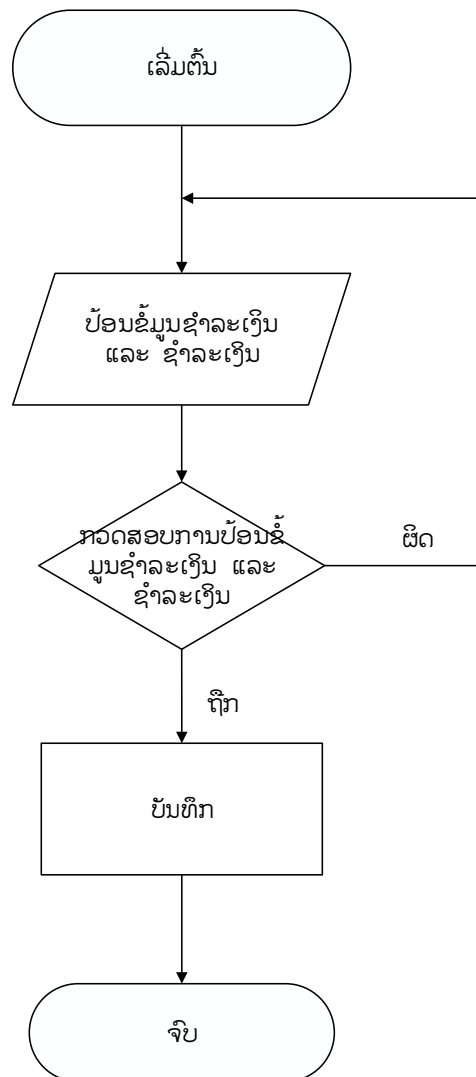 ເລີ່ມຕົ້ນ
ປ້ອນຂໍ້ມູນຊຳລະເງິນ
ແລະ ຊຳລະເງິນ
ກວດສອບການປ້ອນຂໍ້
ມູນຊຳລະເງິນ ແລະ
ຊຳລະເງິນ
ຜິດ
ຖືກ
ບັນທຶກ
ຈົບ